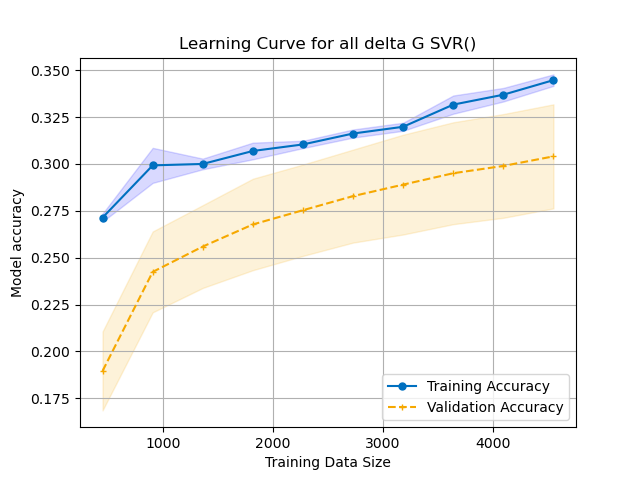 Learning Curve for all delta G SVR()
0.350
0.325
0.300
0.275
0.250
0.225
0.200
0.175
Model accuracy
Training Accuracy
Validation Accuracy
1000 2000 3000 4000
Training Data Size